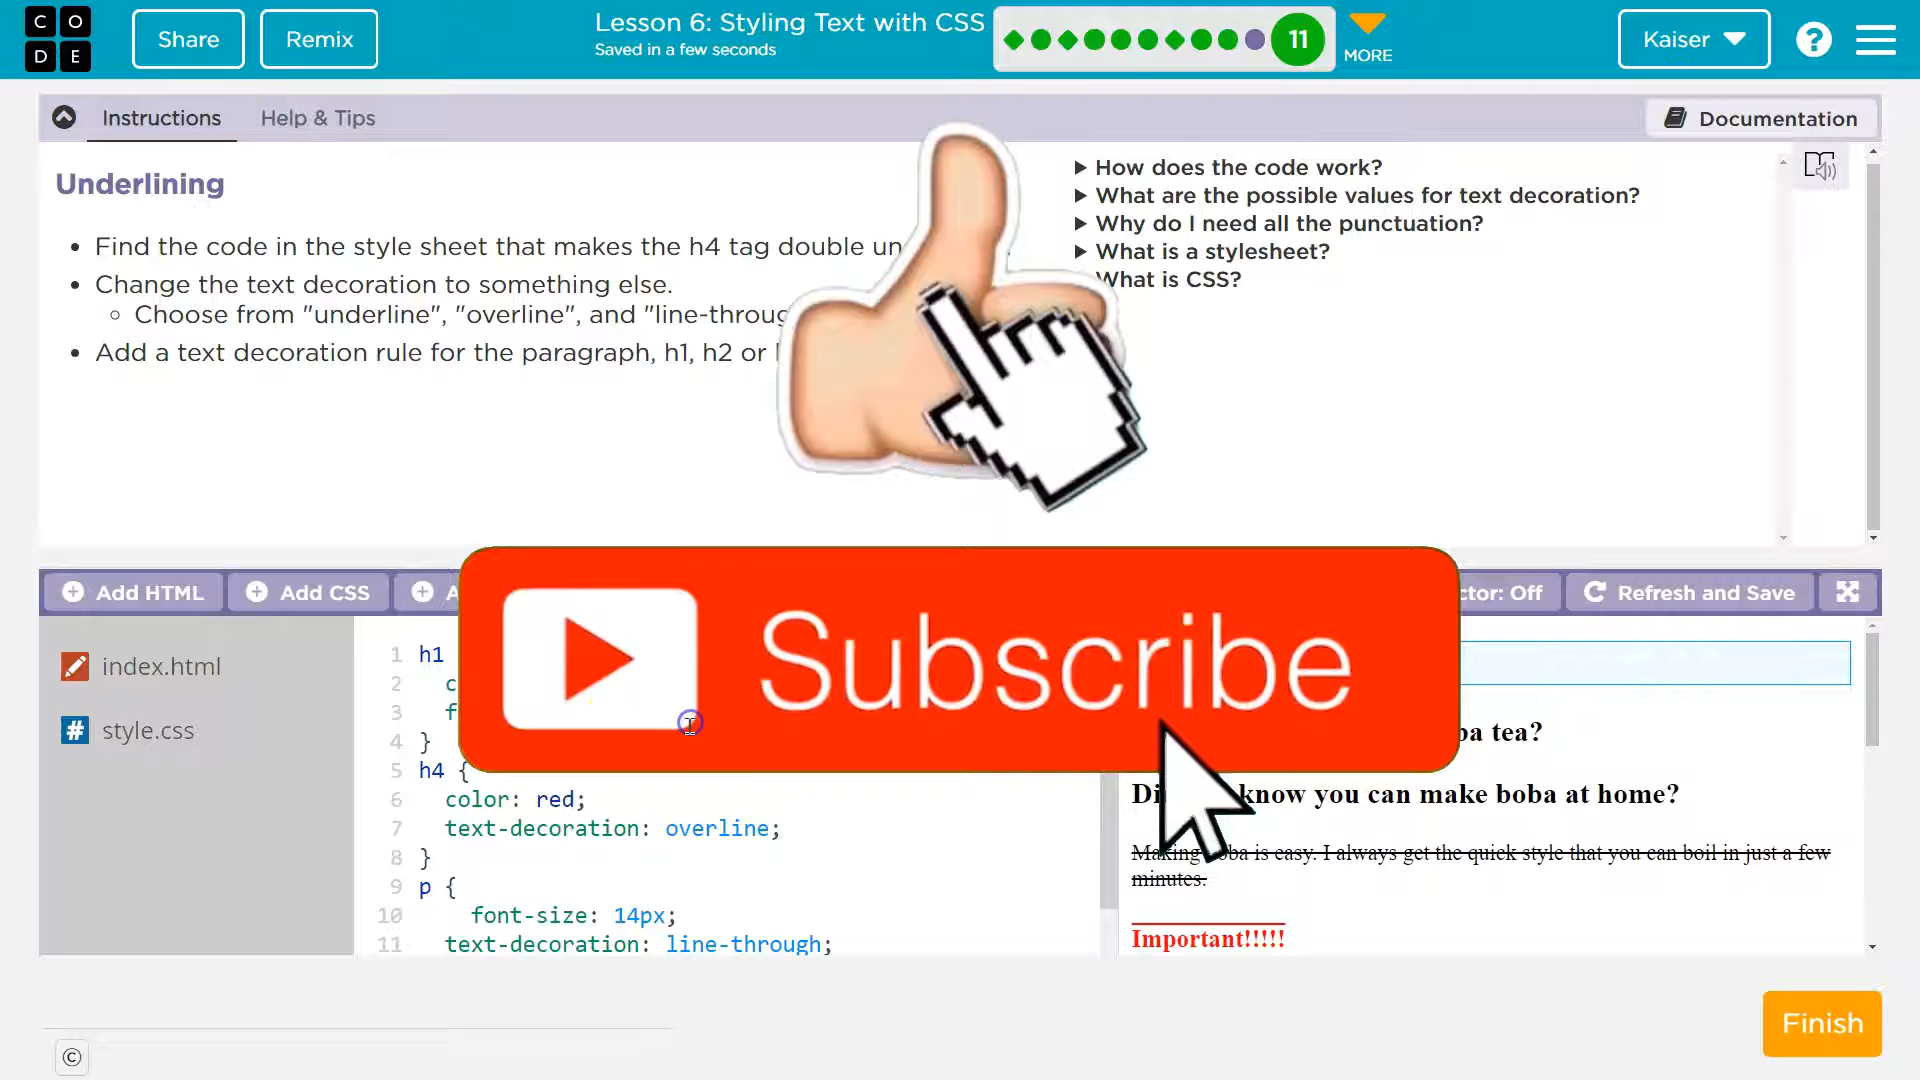 C O
D E
Share
Remix
Lesson 6: Styling Text with CSS
Saved in a few seconds
11
MORE
Kaiser
?
Instructions
Help & Tips
Documentation
Underlining
Find the code in the style sheet that makes the h4 tag double
Change the text decoration to something else.
Choose from "underline", "overline", and
Add a text decoration rule for the paragraph, h1, h2 or
How does the code work?
What are the possible values for text decoration?
Why do I need all the punctuation?
What is a stylesheet?
What is CSS?
Add HTML
Add CSS
Off
Refresh and Save
index.html
# style.css
1 h1
2 c
3 f
4 }
5 h4 {
6 color: red;
7 text-decoration: overline;
8 }
9 p {
10 font-size: 14px;
11 text-decoration: line-through;
Subscribe
tea?
know you can make boba at home?
Making is easy. I always get the quick style that you can boil in just a few
minutes.
Important!!!!!
Finish
©